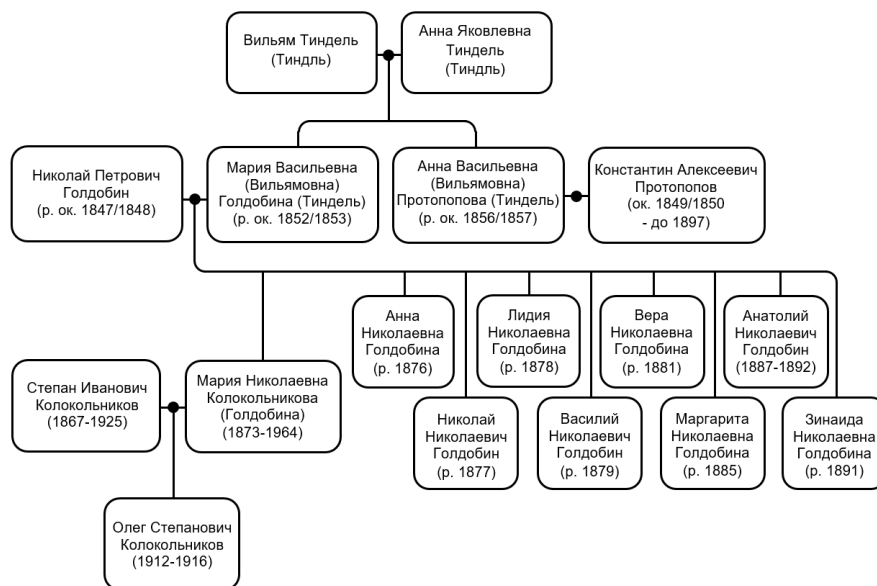 Вильям Тиндель
(Тиндль)
Анна Яковлевна
Тиндель
(Тиндль)
Николай Петрович
Голдобин
(р. ок. 1847/1848)
Мария Васильевна
(Вильямовна)
Голдобина (Тиндель)
(р. ок. 1852/1853)
Анна Васильевна
(Вильямовна)
Протопопова (Тиндель)
(р. ок. 1856/1857)
Константин Алексеевич
Протопопов
(ок. 1849/1850
- до 1897)
Анна
Николаевна
Голдобина
(р. 1876)
Лидия
Николаевна
Голдобина
(р. 1878)
Вера
Николаевна
Голдобина
(р. 1881)
Анатолий
Николаевич
Голдобин
(1887-1892)
Степан Иванович
Колокольников
(1867-1925)
Мария Николаевна
Колокольникова
(Голдобина)
(1873-1964)
Николай
Николаевич
Голдобин
(р. 1877)
Василий
Николаевич
Голдобин
(р. 1879)
Маргарита
Николаевна
Голдобина
(р. 1885)
Зинаида
Николаевна
Голдобина
(р. 1891)
Олег Степанович
Колокольников
(1912-1916)